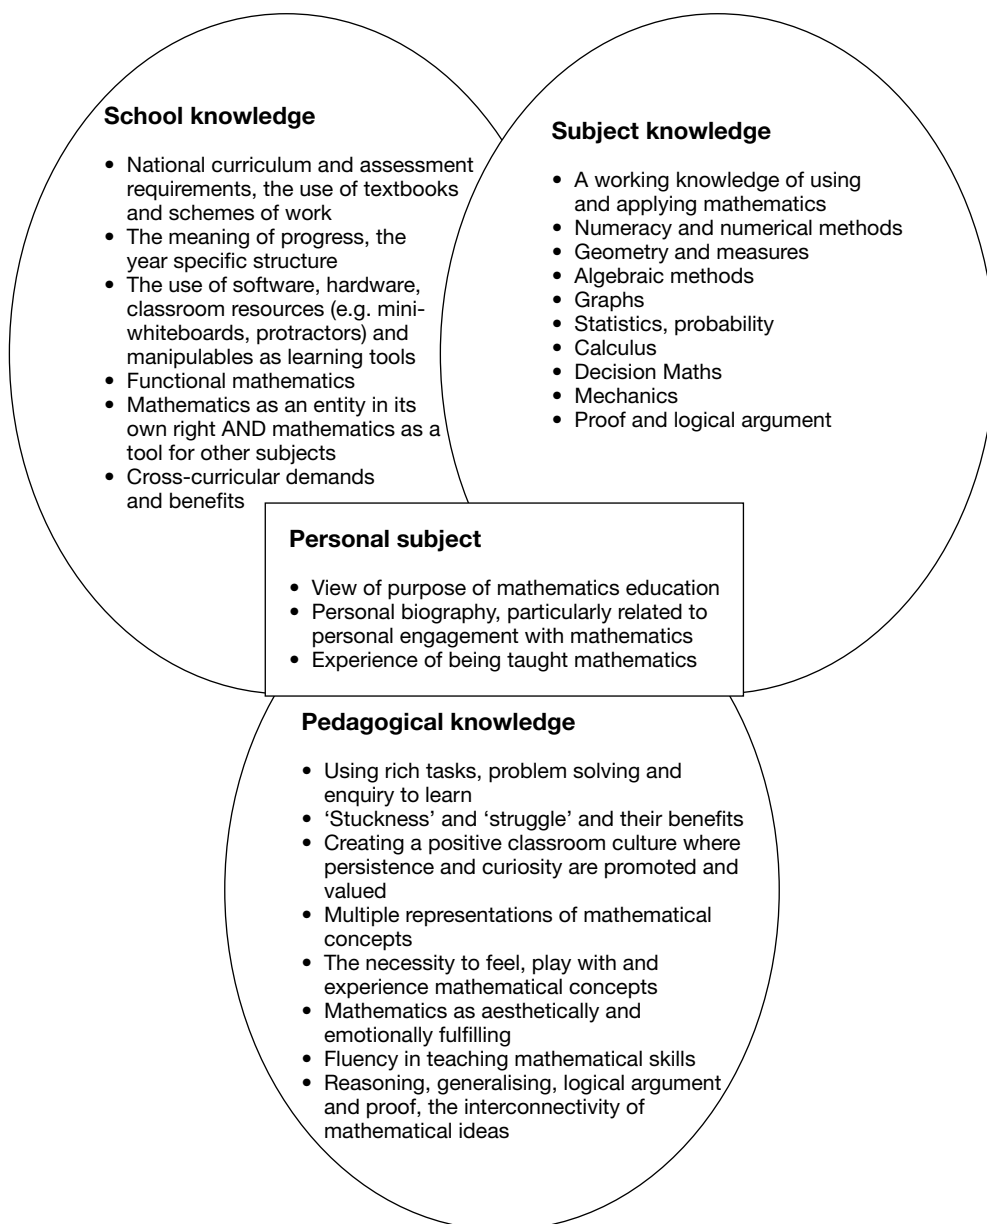 School knowledge
• National curriculum and assessment
requirements, the use of textbooks
and schemes of work
• The meaning of progress, the
year specific structure
• The use of software, hardware,
classroom resources (e.g. mini-
whiteboards, protractors) and
manipulables as learning tools
• Functional mathematics
• Mathematics as an entity in its
own right AND mathematics as a
tool for other subjects
• Cross-curricular demands
and benefits
Subject knowledge
• A working knowledge of using
and applying mathematics
• Numeracy and numerical methods
• Geometry and measures
• Algebraic methods
• Graphs
• Statistics, probability
• Calculus
• Decision Maths
• Mechanics
• Proof and logical argument
Personal subject
• View of purpose of mathematics education
• Personal biography, particularly related to
personal engagement with mathematics
• Experience of being taught mathematics
Pedagogical knowledge
• Using rich tasks, problem solving and
enquiry to learn
• ‘Stuckness’ and ‘struggle’ and their benefits
• Creating a positive classroom culture where
persistence and curiosity are promoted and
valued
• Multiple representations of mathematical
concepts
• The necessity to feel, play with and
experience mathematical concepts
• Mathematics as aesthetically and
emotionally fulfilling
• Fluency in teaching mathematical skills
• Reasoning, generalising, logical argument
and proof, the interconnectivity of
mathematical ideas